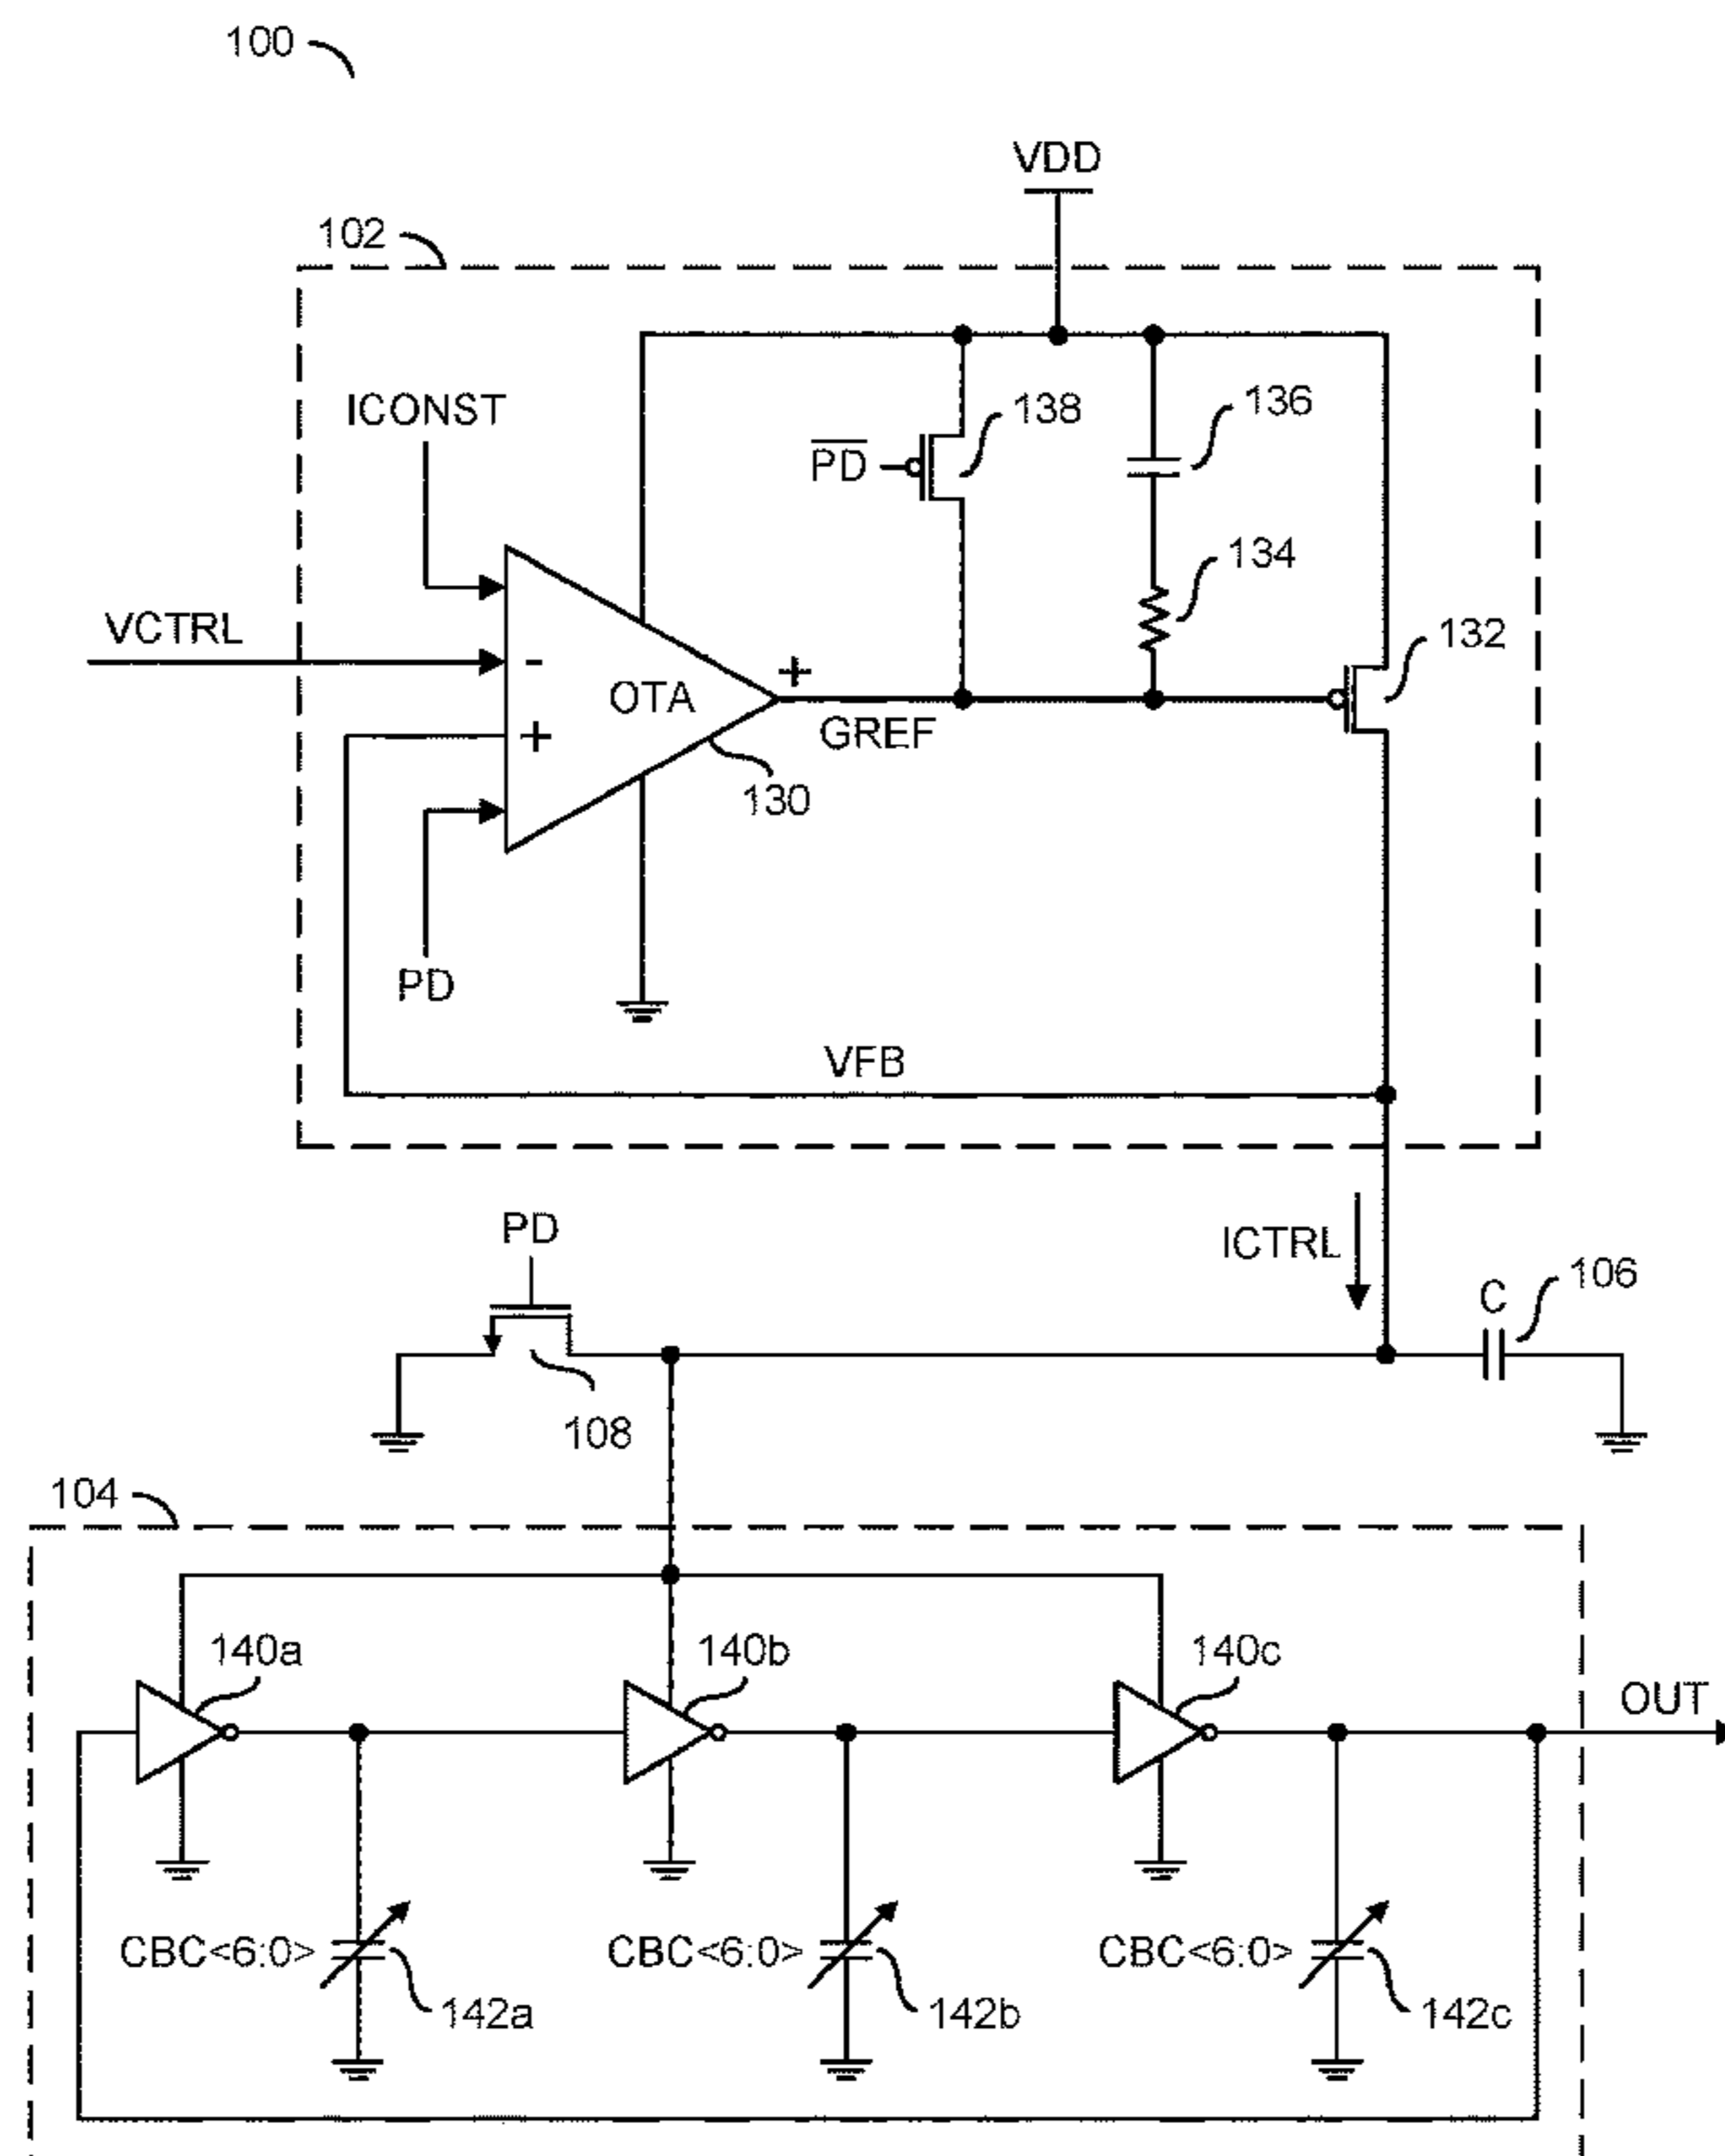 100
VDD
102
ICONST
138
136
PD
134
VCTRL
-
+
132
OTA
GREF
+
130
PD
VFB
PD
ICTRL
C
106
108
104
140a
140b
140c
OUT
CBC<6:0>
CBC<6:0>
CBC<6:0>
142a
142b
142c